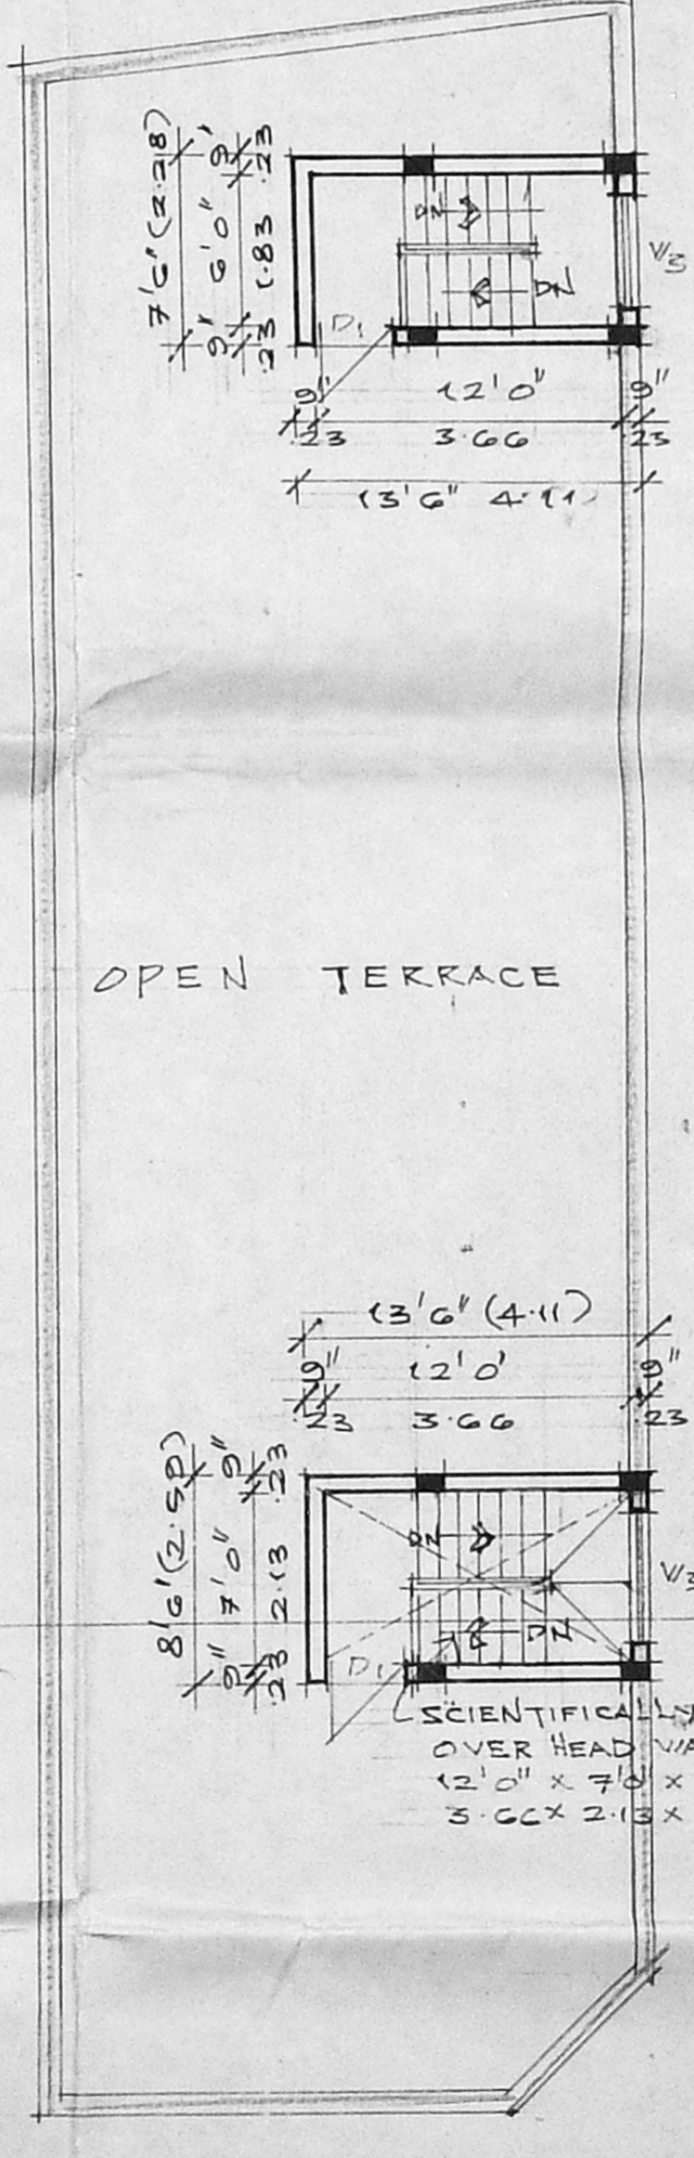 7'6" (2.28)
9" 6'0" 9"
.23 1.83 .23
DN
DN
D1
V/3
9" 12'0" 9"
.23 3.66 .23
13'6" 4.11
OPEN TERRACE
13'6" (4.11)
9" 12'0' 9"
.23 3.66 .23
8'6' (2.59)
9" 7'0" 9"
.23 2.13 .23
DN
DN
D1
V/3
SCIENTIFICALLY
OVER HEAD
12'0" x 7'0" x
3.66 x 2.13 x